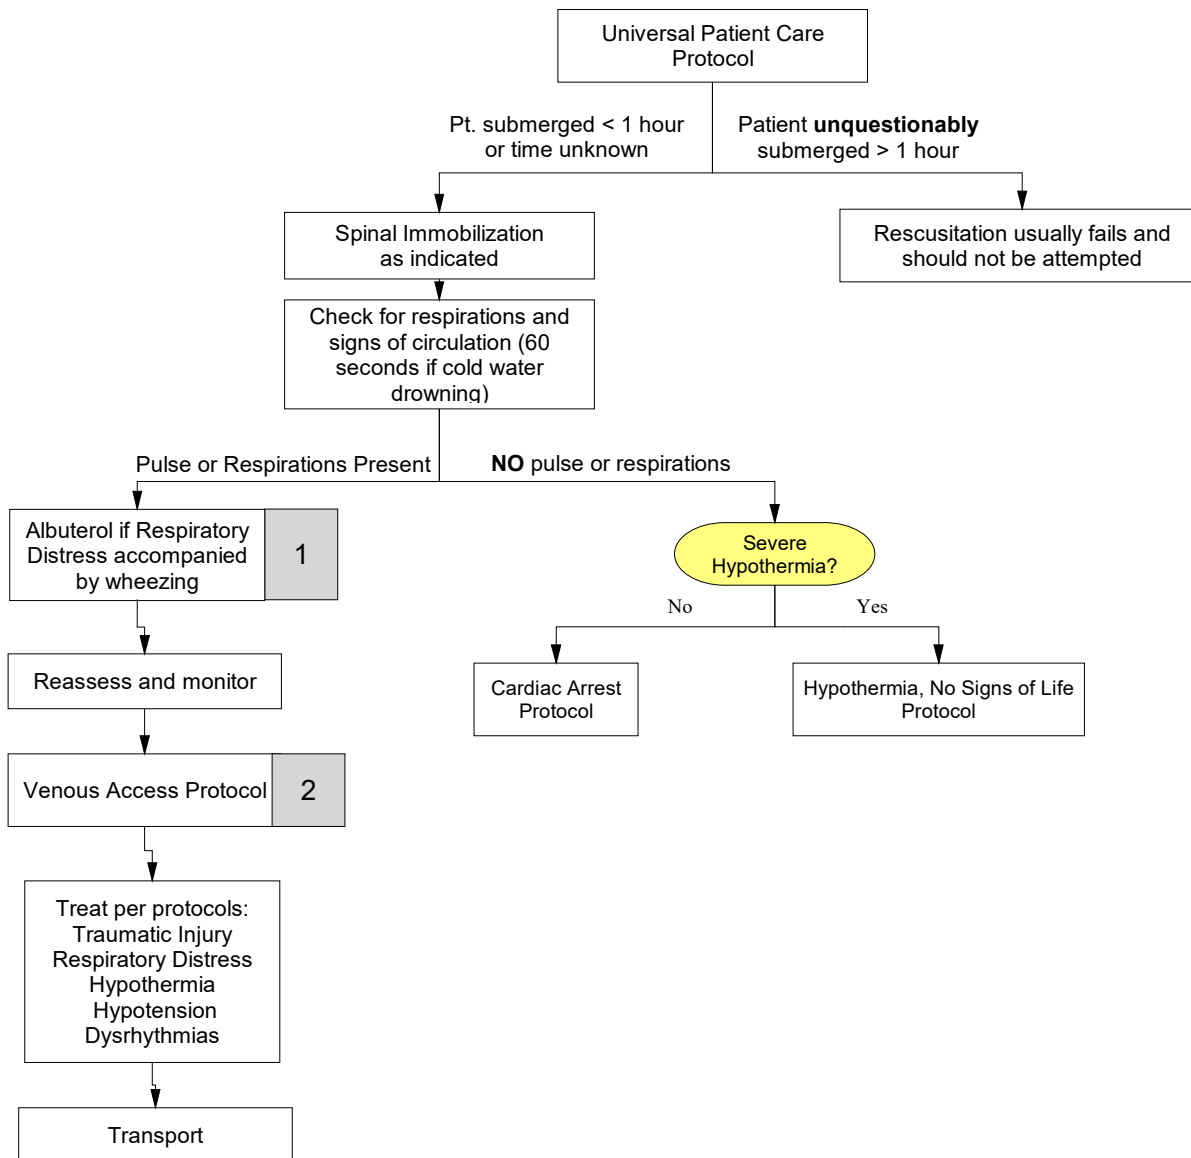 Universal Patient Care
Protocol
Pt. submerged < 1 hour
or time unknown
Patient unquestionably
submerged > 1 hour
Spinal Immobilization
as indicated
Rescusitation usually fails and
should not be attempted
Check for respirations and
signs of circulation (60
seconds if cold water
drowning)
Pulse or Respirations Present
NO pulse or respirations
Albuterol if Respiratory
Distress accompanied
by wheezing
1
Severe
Hypothermia?
No
Yes
Reassess and monitor
Cardiac Arrest
Protocol
Hypothermia, No Signs of Life
Protocol
Venous Access Protocol
2
Treat per protocols:
Traumatic Injury
Respiratory Distress
Hypothermia
Hypotension
Dysrhythmias
Transport